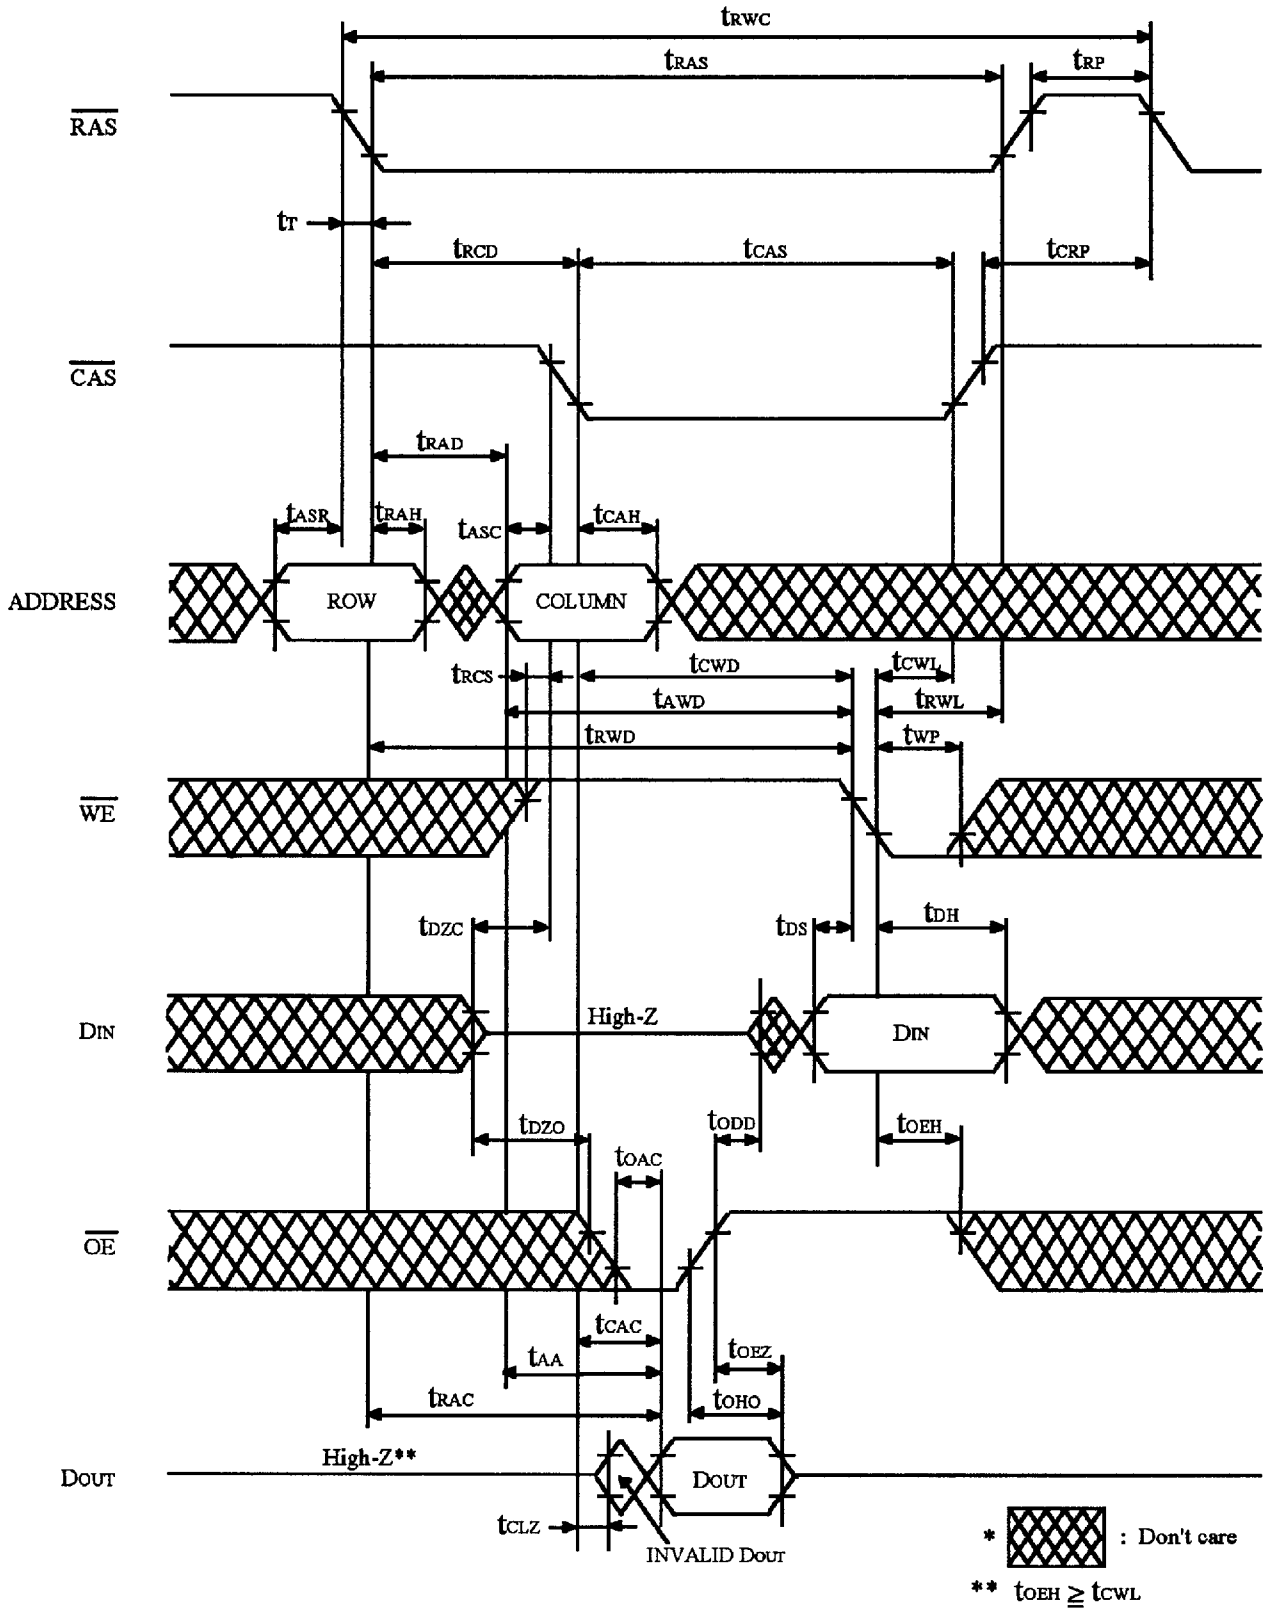 tRWC
tRAS
tRP
RAS
tT
tRCD
tCAS
tCRP
CAS
tRAD
tASR
tRAH
tASC
tCAH
ADDRESS
ROW
COLUMN
tRCS
tCWD
tCWL
tAWD
tRWL
tRWD
tWP
WE
tDZC
tDS
tDH
DIN
High-Z
DIN
tDZO
tODD
tOEH
tOAC
OE
tCAC
tOEZ
tAA
tOHO
tRAC
High-Z**
DOUT
DOUT
tCLZ
INVALID DOUT
* : Don't care
** tOEH ≧ tCWL